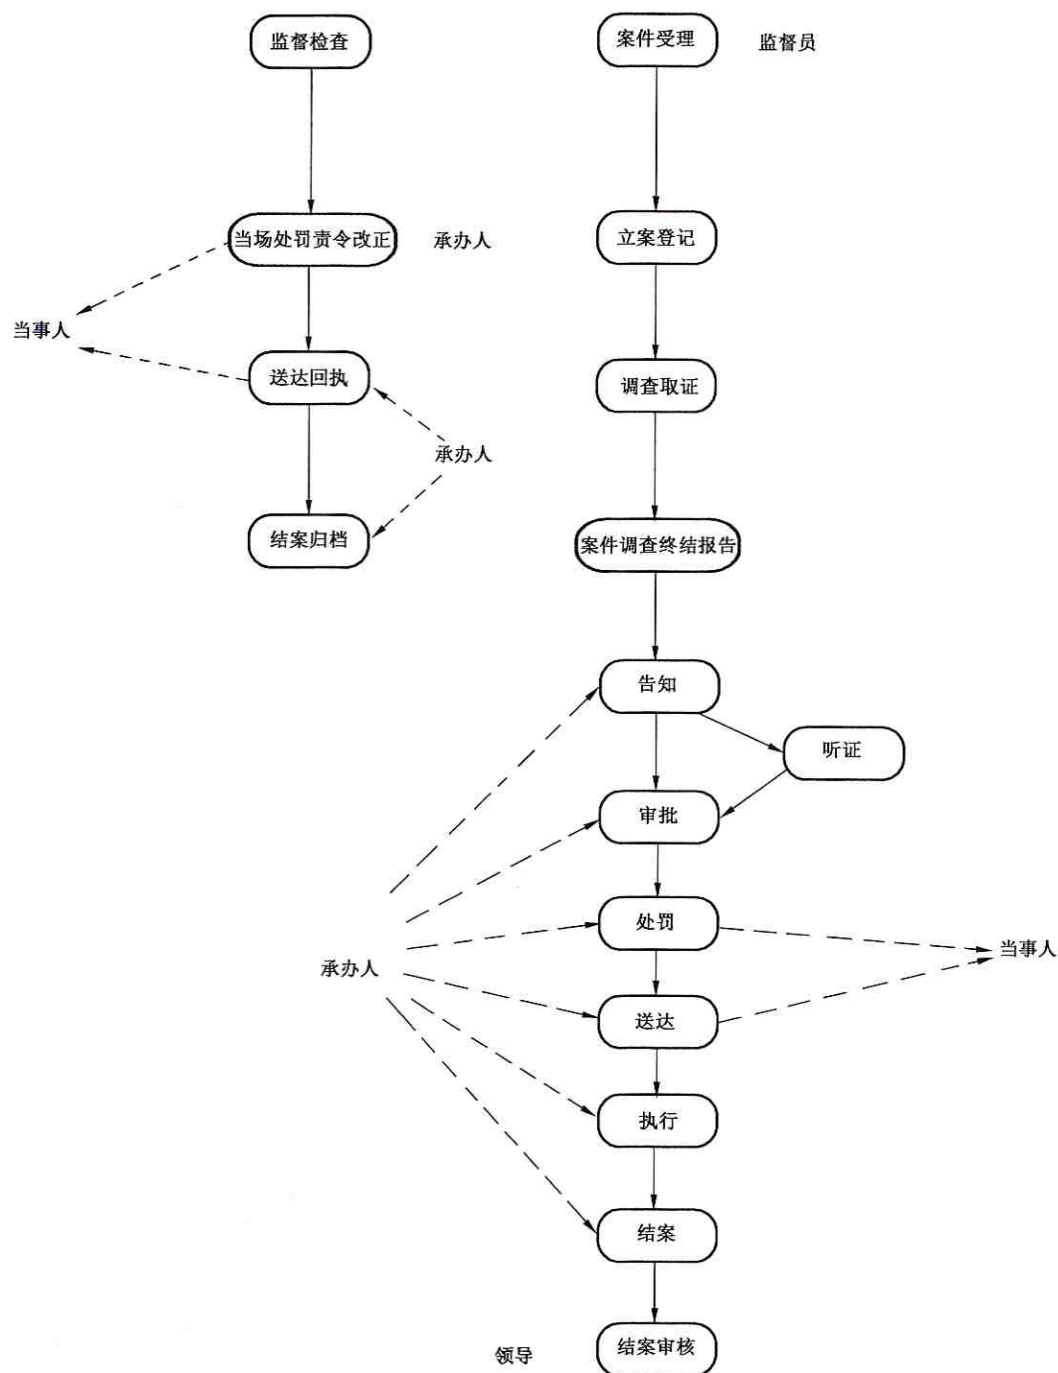 监督检查
案件受理
监督员
当场处罚责令改正
承办人
立案登记
当事人
送达回执
调查取证
承办人
结案归档
案件调查终结报告
告知
听证
审批
处罚
当事人
承办人
送达
执行
结案
领导
结案审核